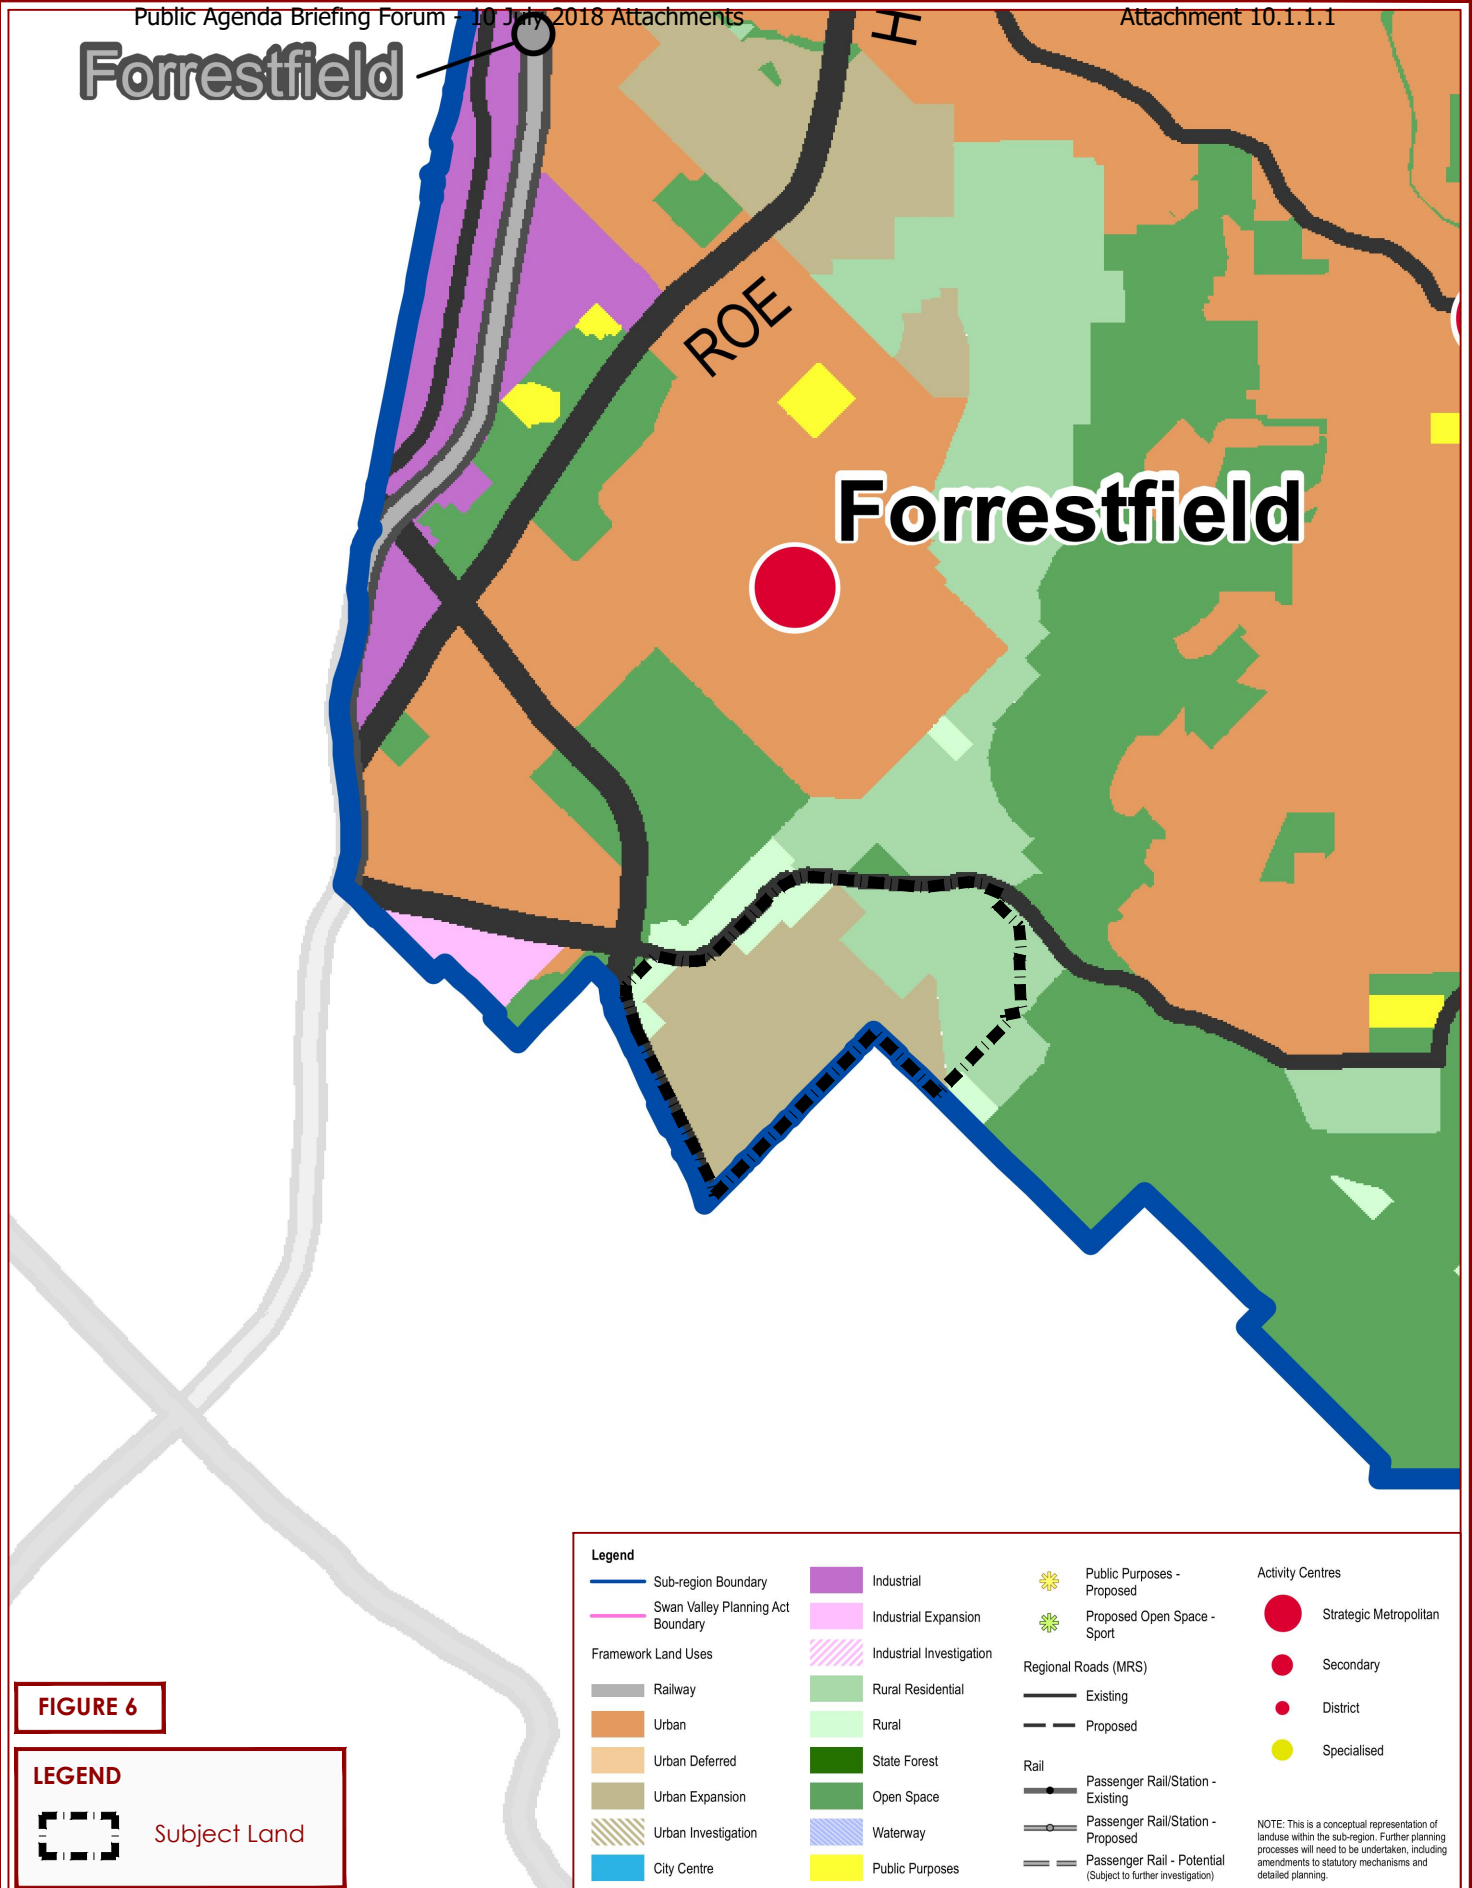 Public Agenda Briefing Forum - 10 July 2018 Attachments
Attachment 10.1.1.1
Forrestfield
H
ROE
Forrestfield
Legend
Sub-region Boundary
Swan Valley Planning Act
Boundary
Framework Land Uses
Railway
Urban
Urban Deferred
Urban Expansion
Urban Investigation
City Centre
Industrial
Industrial Expansion
Industrial Investigation
Rural Residential
Rural
State Forest
Open Space
Waterway
Public Purposes
Public Purposes -
Proposed
Proposed Open Space -
Sport
Regional Roads (MRS)
Existing
Proposed
Rail
Passenger Rail/Station -
Existing
Passenger Rail/Station -
Proposed
Passenger Rail - Potential
(Subject to further investigation)
Activity Centres
Strategic Metropolitan
Secondary
District
Specialised
NOTE: This is a conceptual representation of
landuse within the sub-region. Further planning
processes will need to be undertaken, including
amendments to statutory mechanisms and
detailed planning.
FIGURE 6
LEGEND
Subject Land